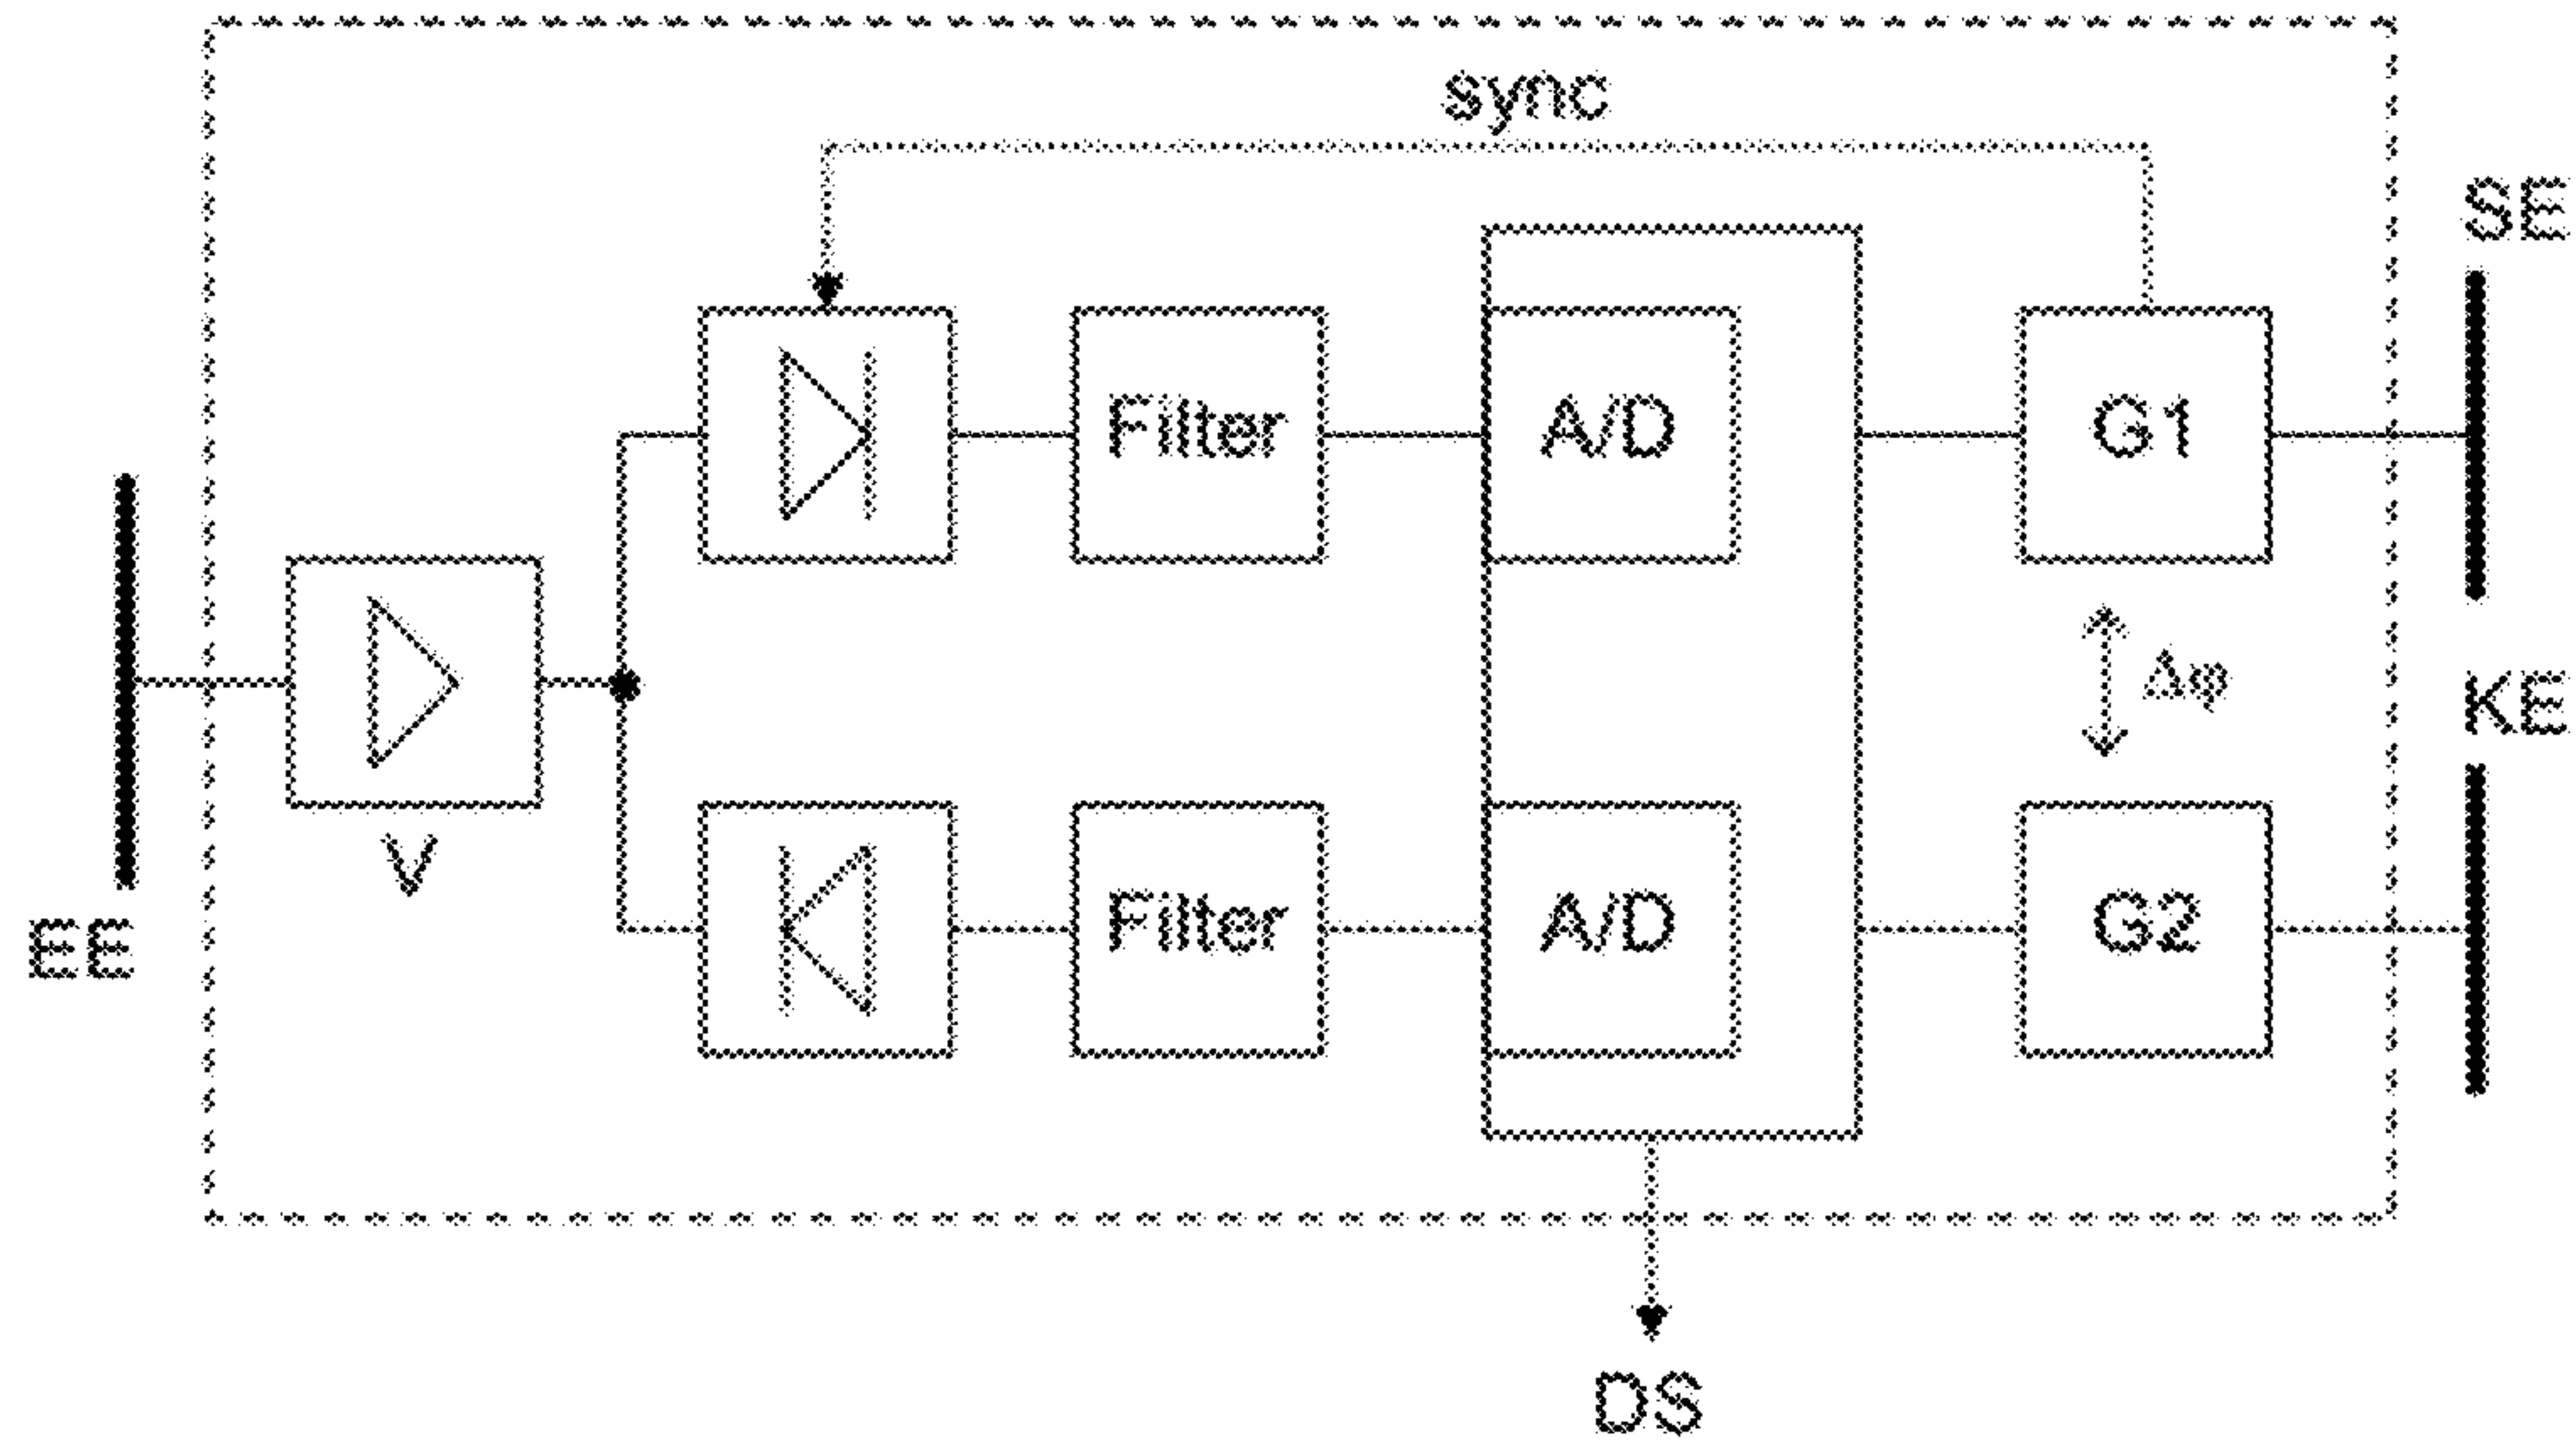 sync
SE
Filter
A/D
G1
Δφ
KE
V
EE
Filter
A/D
G2
DS